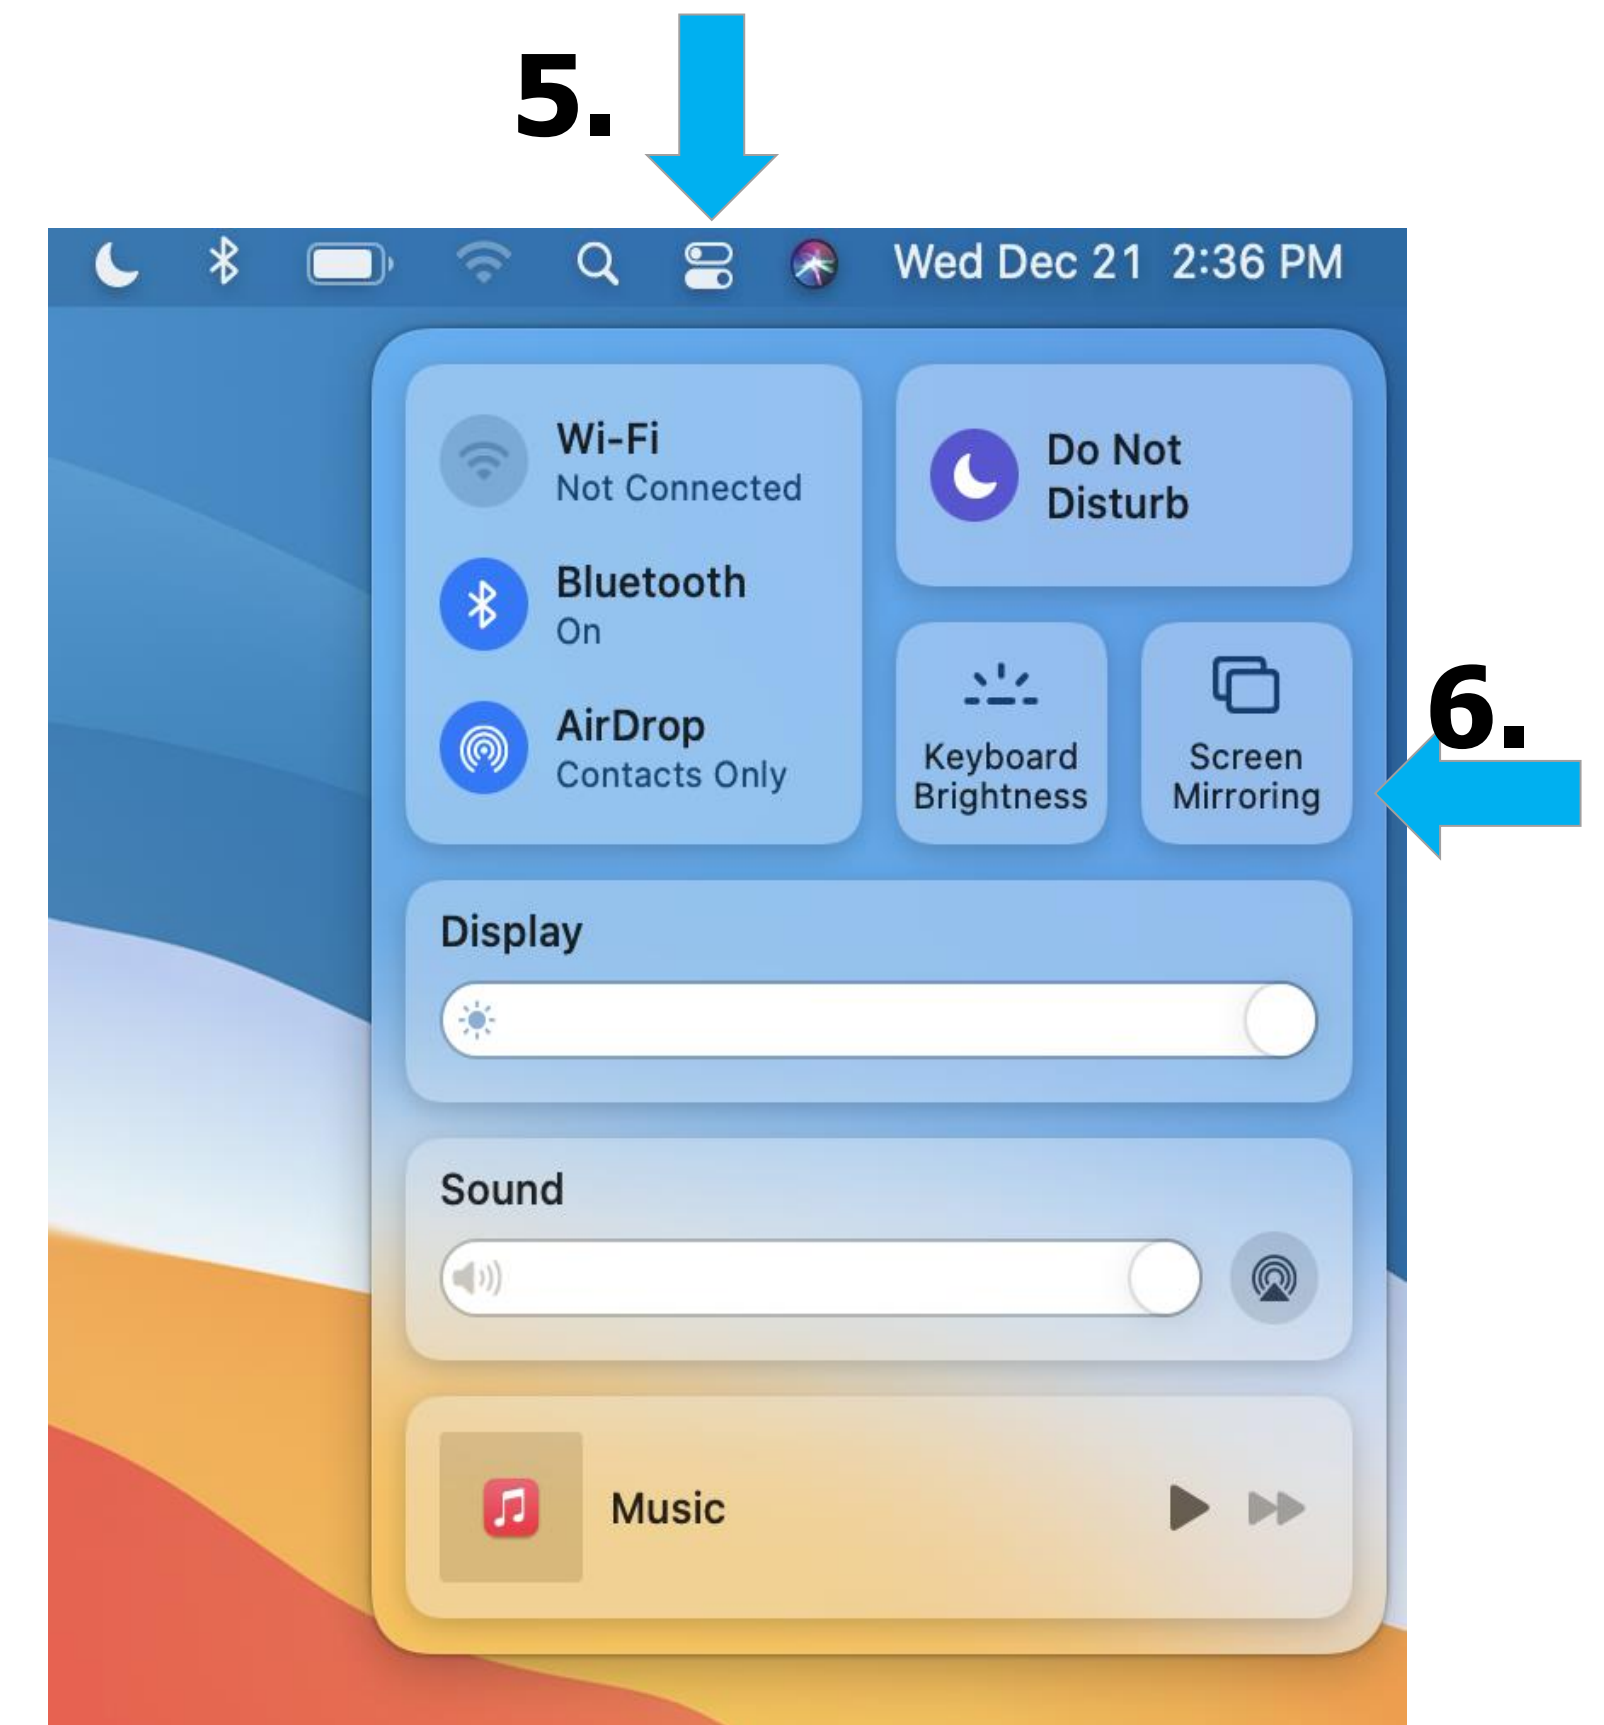 5.
Wed Dec 21 2:36 PM
Wi-Fi
Not Connected
Bluetooth
On
AirDrop
Contacts Only
Do Not
Disturb
Keyboard
Brightness
Screen
Mirroring
6.
Display
Sound
Music